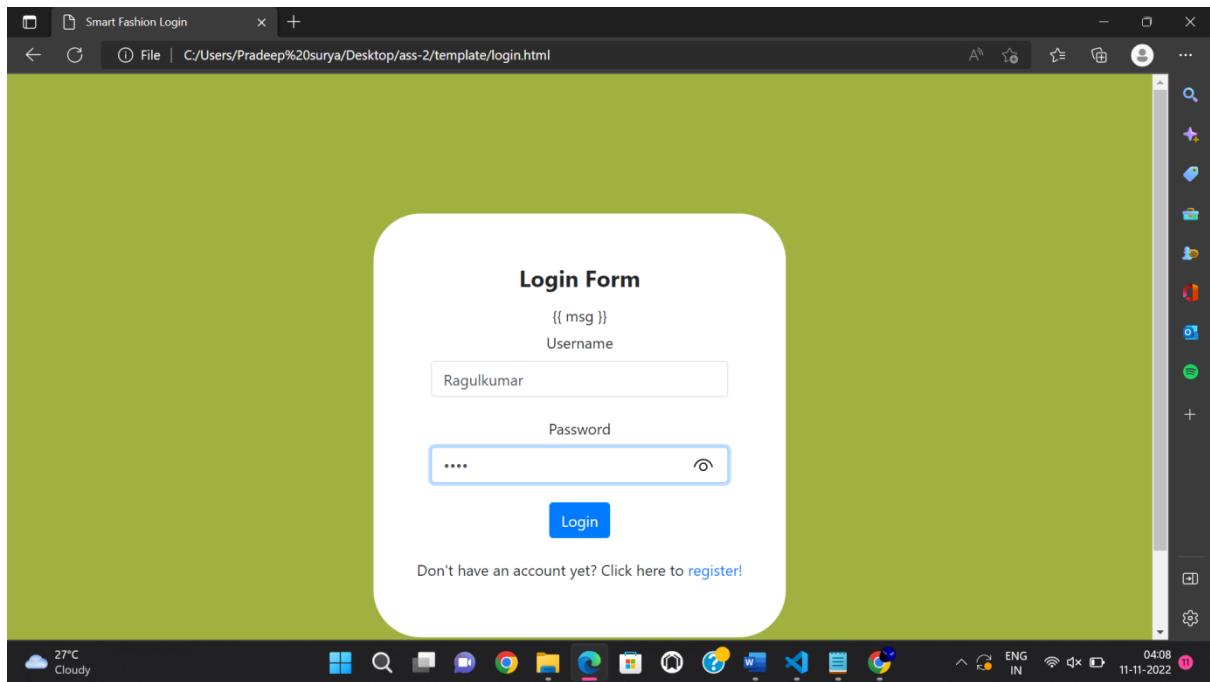 Smart Fashion Login
File | C:/Users/Pradeep%20surya/Desktop/ass-2/template/login.html
Login Form
{{ msg }}
Username
Ragulkumar
Password
••••
Login
Don't have an account yet? Click here to register!
27°C
Cloudy
ENG
IN
04:08
11-11-2022
11